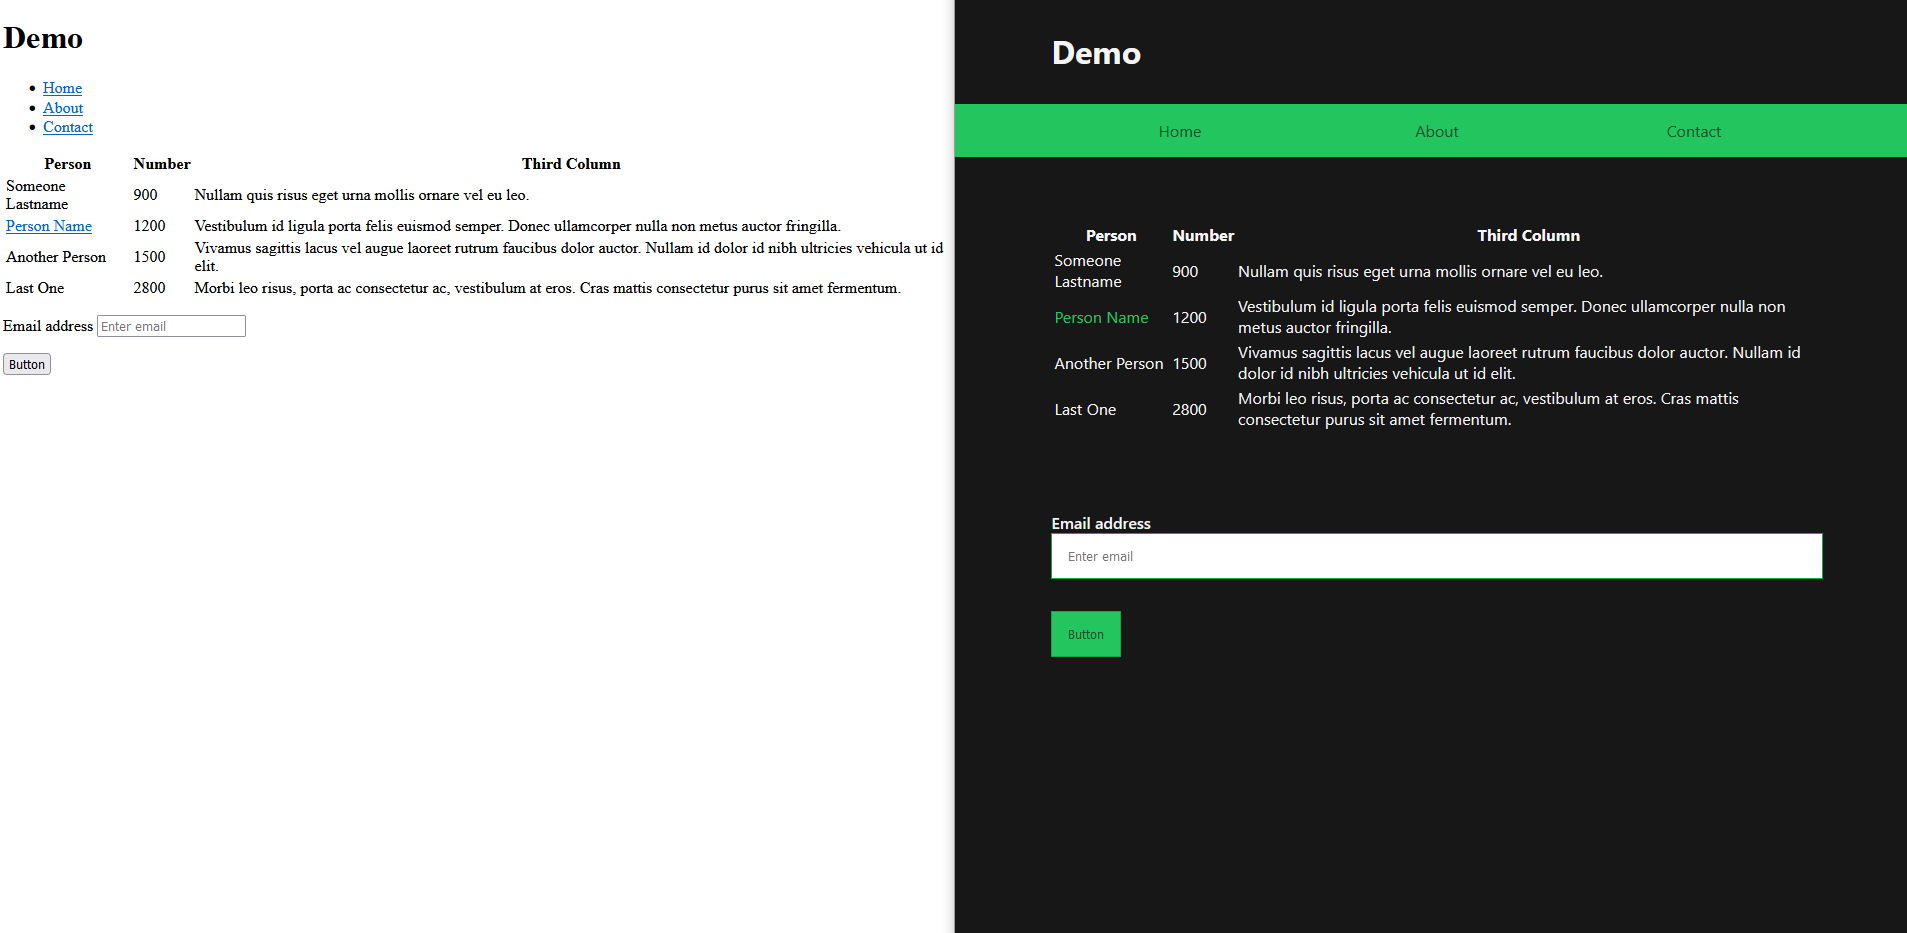 Demo
Home
About
Contact
Person Number Third Column
Someone
Lastname
900 Nullam quis risus eget urna mollis ornare vel eu leo.
Person Name 1200 Vestibulum id ligula porta felis euismod semper. Donec ullamcorper nulla non metus auctor fringilla.
Another Person 1500 Vivamus sagittis lacus vel augue laoreet rutrum faucibus dolor auctor. Nullam id dolor id nibh ultricies vehicula ut id
elit.
Last One 2800 Morbi leo risus, porta ac consectetur ac, vestibulum at eros. Cras mattis consectetur purus sit amet fermentum.
Email address Enter email
Button
Demo
Home About Contact
Person Number Third Column
Someone
Lastname
900 Nullam quis risus eget urna mollis ornare vel eu leo.
Person Name 1200 Vestibulum id ligula porta felis euismod semper. Donec ullamcorper nulla non
metus auctor fringilla.
Another Person 1500 Vivamus sagittis lacus vel augue laoreet rutrum faucibus dolor auctor. Nullam id
dolor id nibh ultricies vehicula ut id elit.
Last One 2800 Morbi leo risus, porta ac consectetur ac, vestibulum at eros. Cras mattis
consectetur purus sit amet fermentum.
Email address
Enter email
Button